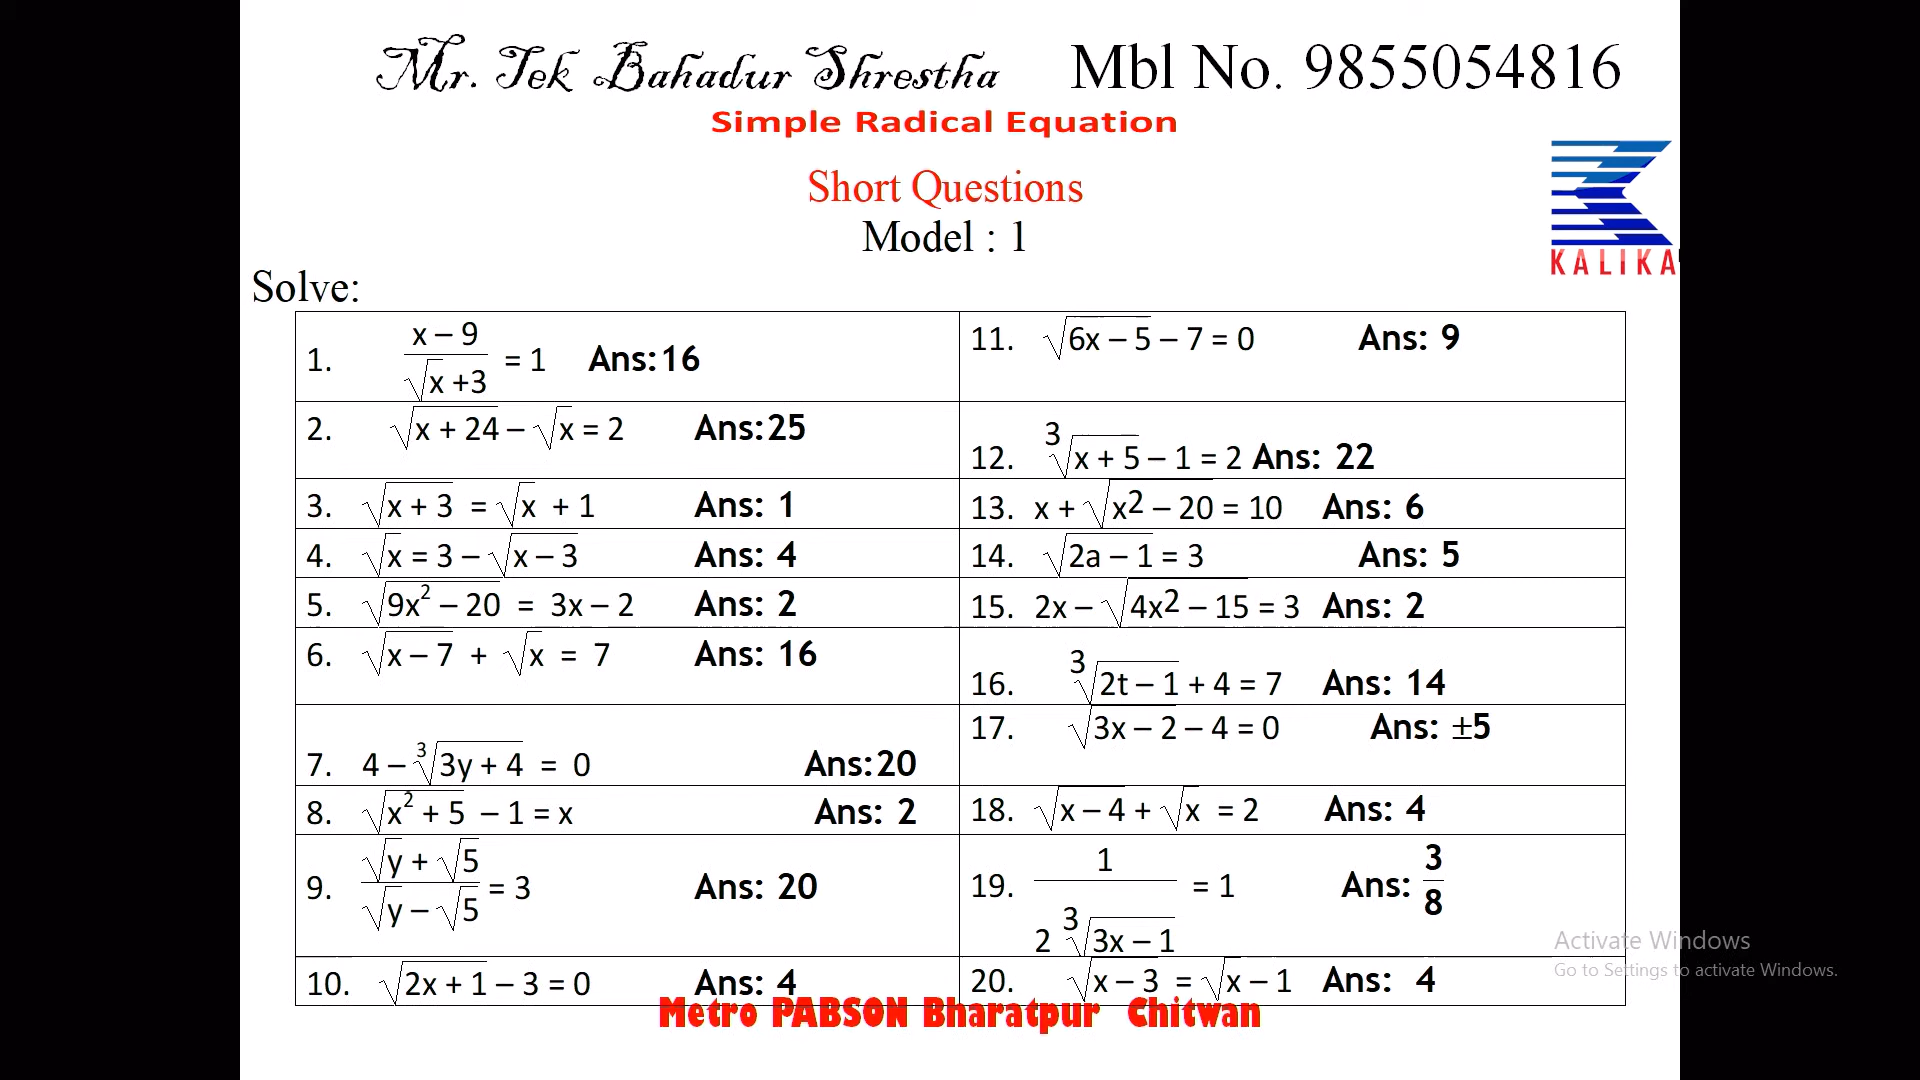 Mr. Tek Bahadur Shrestha Mbl No. 9855054816
Simple Radical Equation
Short Questions
Model : 1
KALIKA
Solve:
1. (x – 9)/(√x +3) = 1 Ans:16
2. √(x + 24) – √x = 2 Ans:25
3. √(x + 3) = √x + 1 Ans: 1
4. √x = 3 – √(x – 3) Ans: 4
5. √(9x² – 20) = 3x – 2 Ans: 2
6. √(x – 7) + √x = 7 Ans: 16
7. 4 – ³√(3y + 4) = 0 Ans:20
8. √(x² + 5) – 1 = x Ans: 2
9. (√y + √5)/(√y – √5) = 3 Ans: 20
10. √(2x + 1) – 3 = 0 Ans: 4
11. √(6x – 5) – 7 = 0 Ans: 9
12. ³√(x + 5) – 1 = 2 Ans: 22
13. x + √(x² – 20) = 10 Ans: 6
14. √(2a – 1) = 3 Ans: 5
15. 2x – √(4x² – 15) = 3 Ans: 2
16. ³√(2t – 1) + 4 = 7 Ans: 14
17. √(3x – 2) – 4 = 0 Ans: ±5
18. √(x – 4) + √x = 2 Ans: 4
19. 1/(2 ³√(3x – 1)) = 1 Ans: 3/8
20. √(x – 3) = √x – 1 Ans: 4
Metro PABSON Bharatpur Chitwan
Activate Windows
Go to Settings to activate Windows.